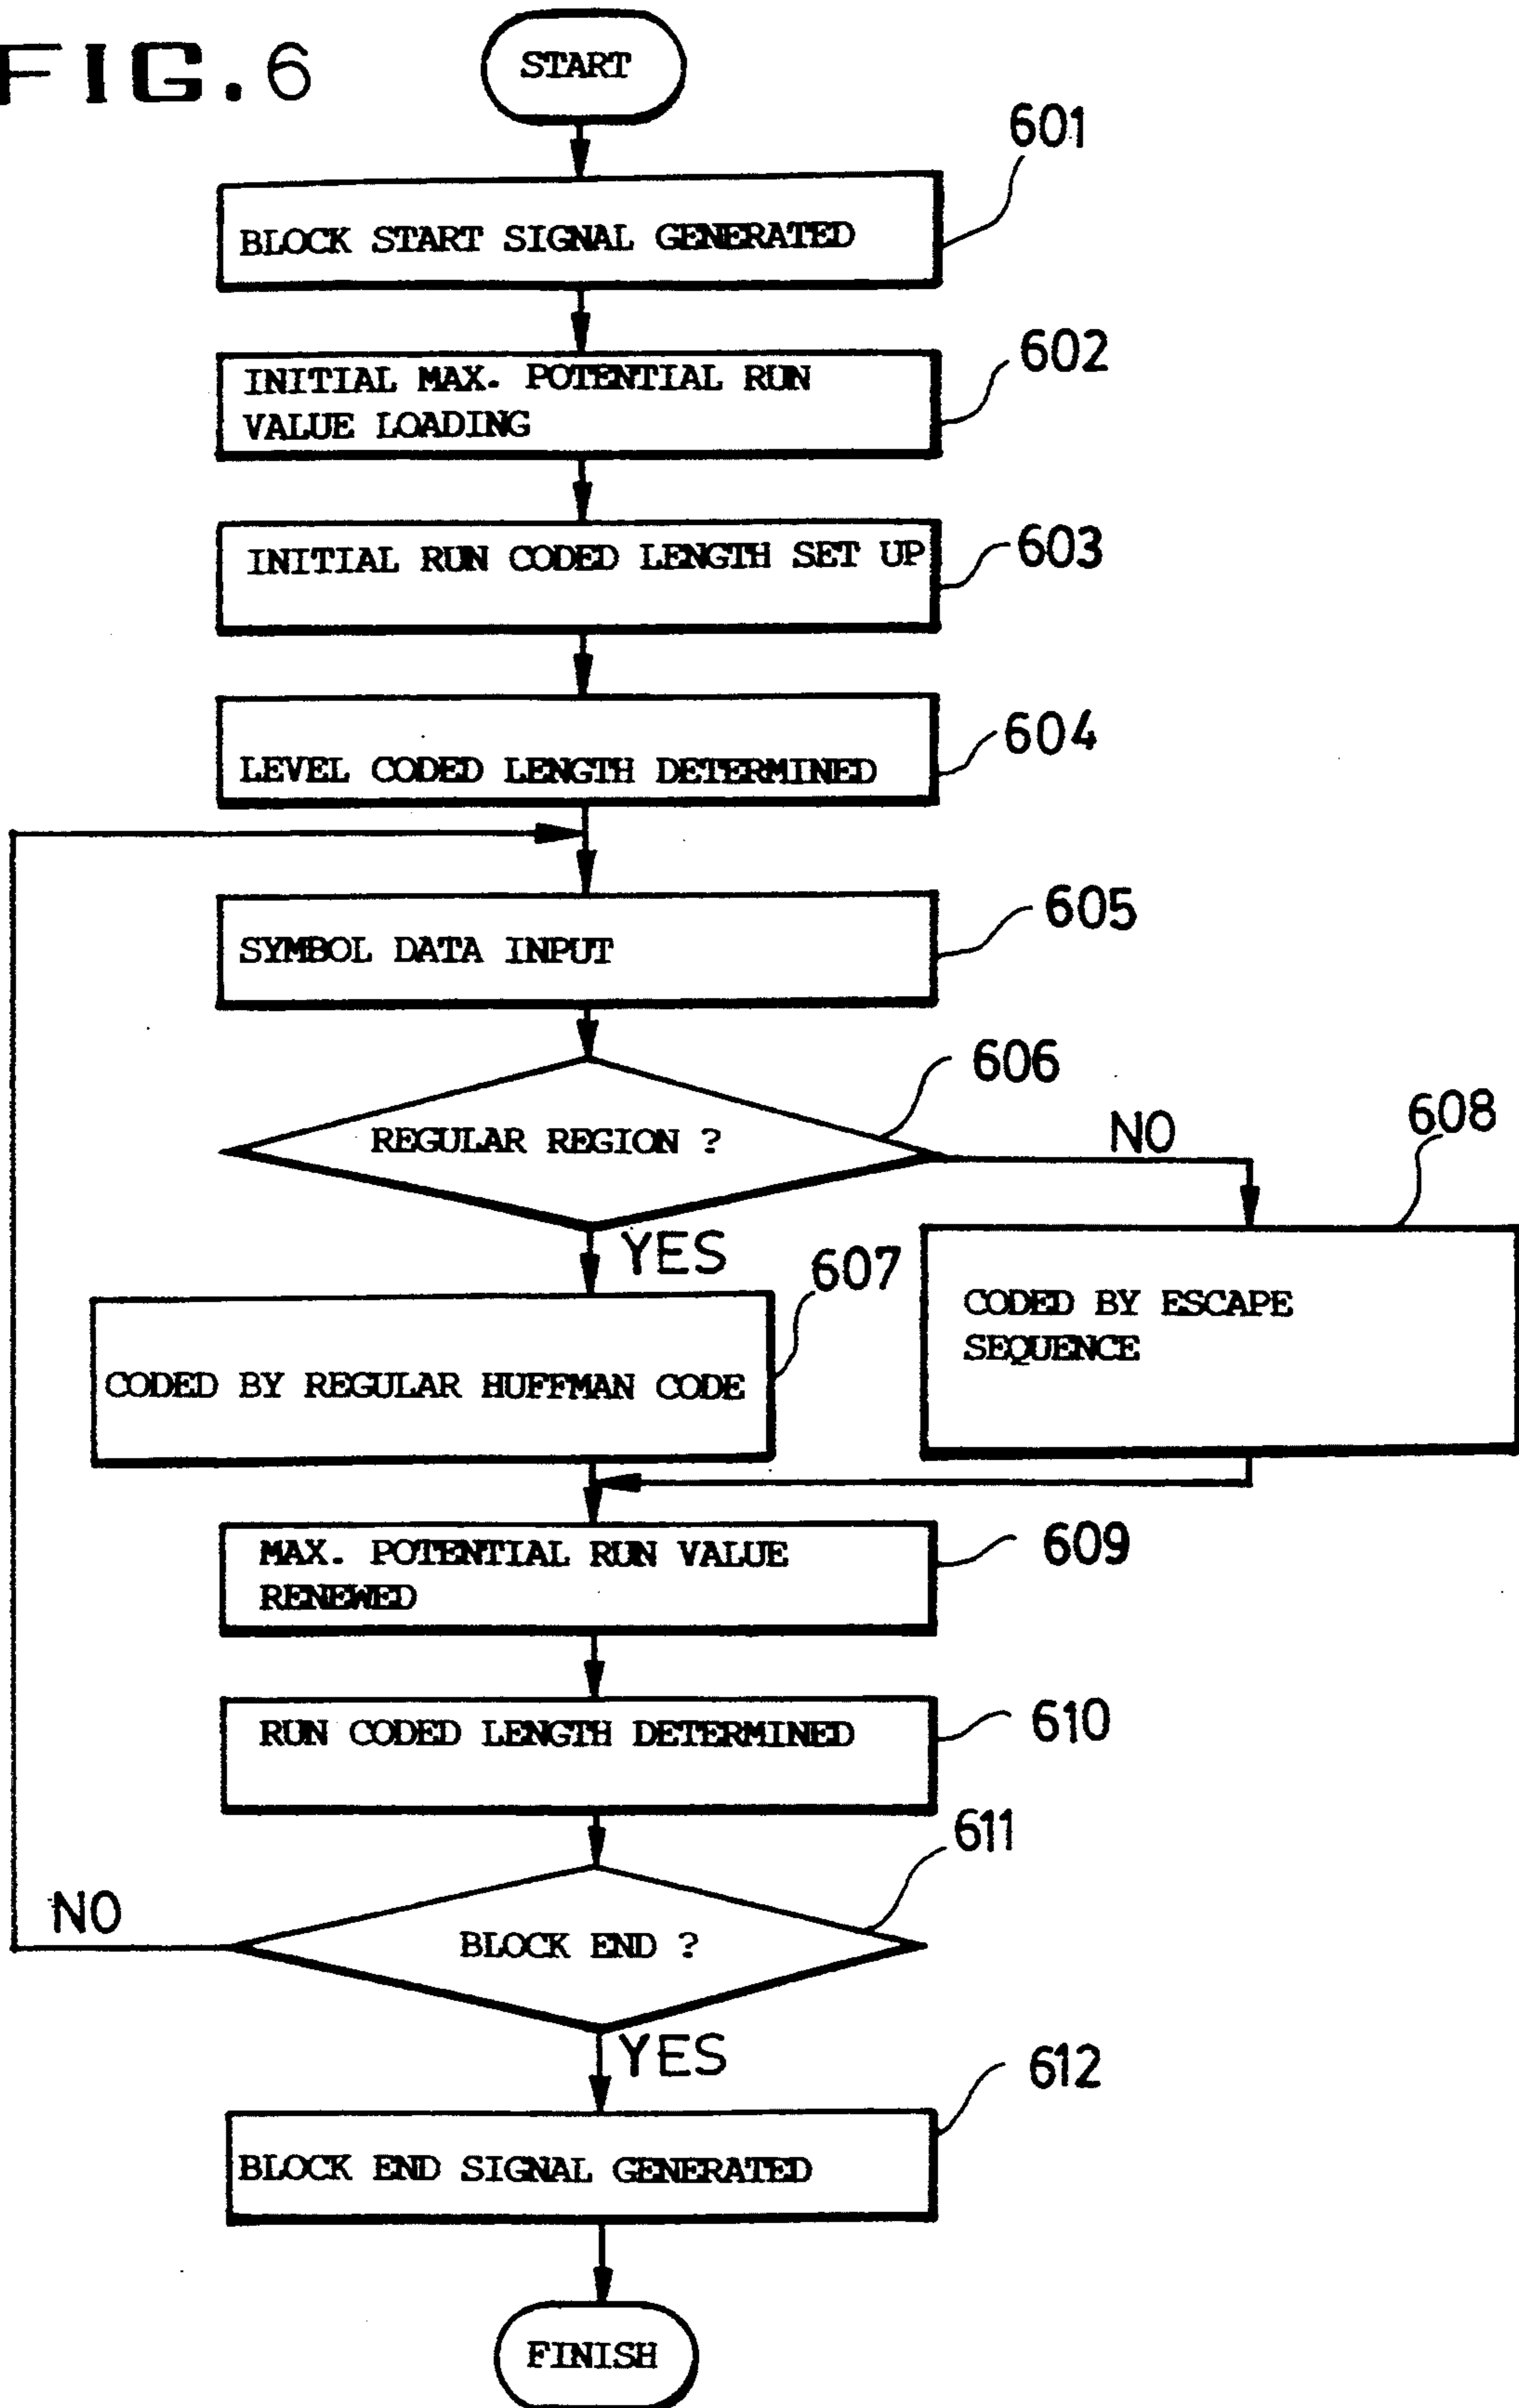 FIG.6
START
601
BLOCK START SIGNAL GENERATED
602
INITIAL MAX. POTENTIAL RUN
VALUE LOADING
603
INITIAL RUN CODED LENGTH SET UP
604
LEVEL CODED LENGTH DETERMINED
605
SYMBOL DATA INPUT
606
REGULAR REGION ?
NO
608
YES
607
CODED BY ESCAPE
SEQUENCE
CODED BY REGULAR HUFFMAN CODE
609
MAX. POTENTIAL RUN VALUE
RENEWED
610
RUN CODED LENGTH DETERMINED
611
NO
BLOCK END ?
YES
612
BLOCK END SIGNAL GENERATED
FINISH